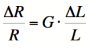 ΔR/R = G · ΔL/L